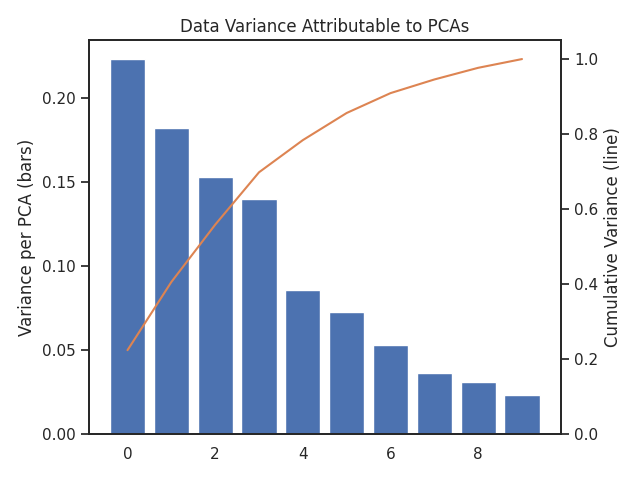 Data Variance Attributable to PCAs
Variance per PCA (bars)
0.20
0.15
0.10
0.05
0.00
0 2 4 6 8
1.0
0.8
0.6
0.4
0.2
0.0
Cumulative Variance (line)